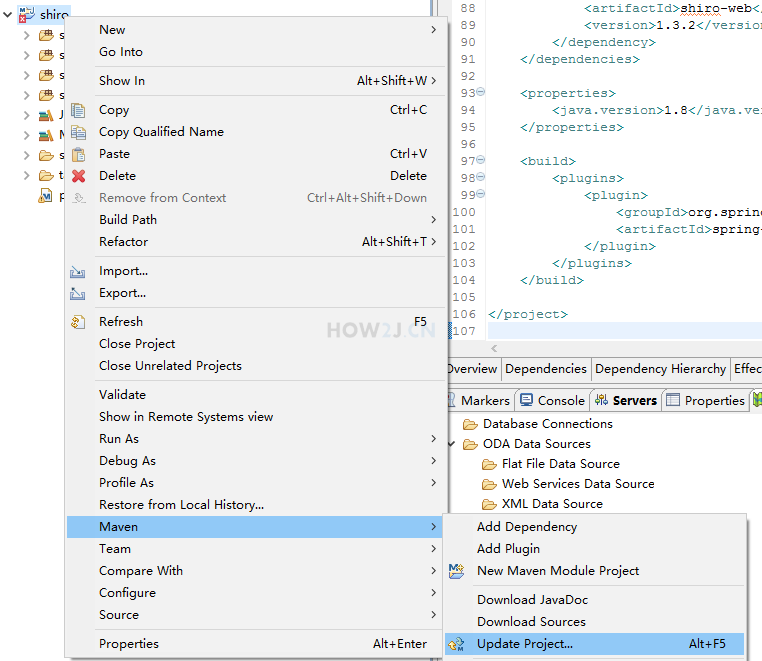 shiro
New
Go Into
Show In Alt+Shift+W
Copy Ctrl+C
Copy Qualified Name
Paste Ctrl+V
Delete Delete
Remove from Context Ctrl+Alt+Shift+Down
Build Path
Refactor Alt+Shift+T
Import...
Export...
Refresh F5
Close Project
Close Unrelated Projects
Validate
Show in Remote Systems view
Run As
Debug As
Profile As
Restore from Local History...
Maven
Team
Compare With
Configure
Source
Properties Alt+Enter
HOW2J.CN
88 <artifactId>shiro-web</
89 <version>1.3.2</version
90 </dependency>
91 </dependencies>
92
93 <properties>
94 <java.version>1.8</java.ve
95 </properties>
96
97 <build>
98 <plugins>
99 <plugin>
100 <groupId>org.spring
101 <artifactId>spring-
102 </plugin>
103 </plugins>
104 </build>
105
106 </project>
107
Overview Dependencies Dependency Hierarchy Effec
Markers Console Servers Properties
Database Connections
ODA Data Sources
Flat File Data Source
Web Services Data Source
XML Data Source
Add Dependency
Add Plugin
New Maven Module Project
Download JavaDoc
Download Sources
Update Project... Alt+F5